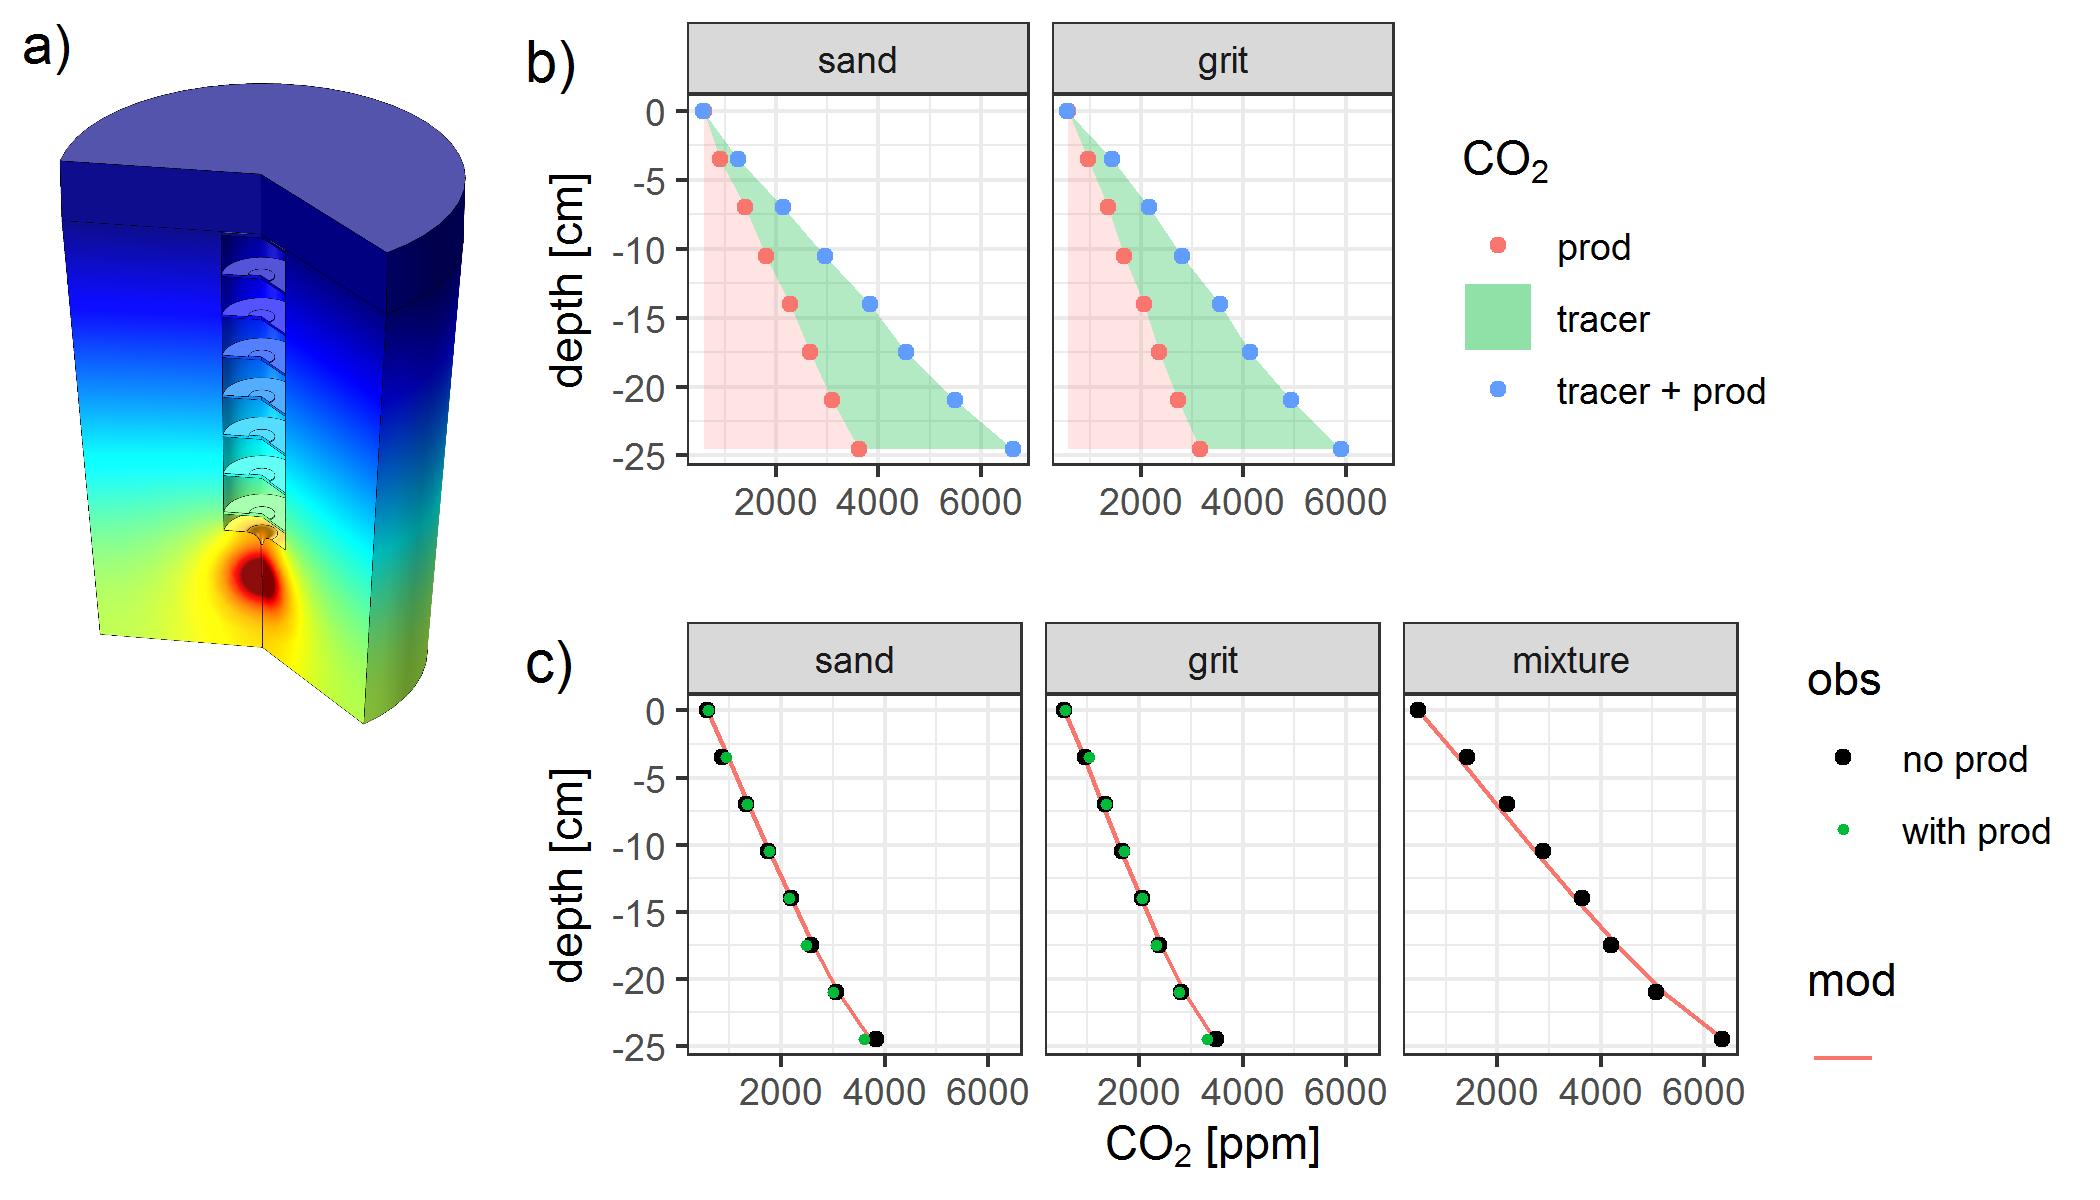 a)
b)
sand
grit
0
-5
-10
-15
-20
-25
depth [cm]
2000 4000 6000
2000 4000 6000
CO2
prod
tracer
tracer + prod
c)
sand
grit
mixture
0
-5
-10
-15
-20
-25
depth [cm]
2000 4000 6000
2000 4000 6000
2000 4000 6000
CO2 [ppm]
obs
no prod
with prod
mod